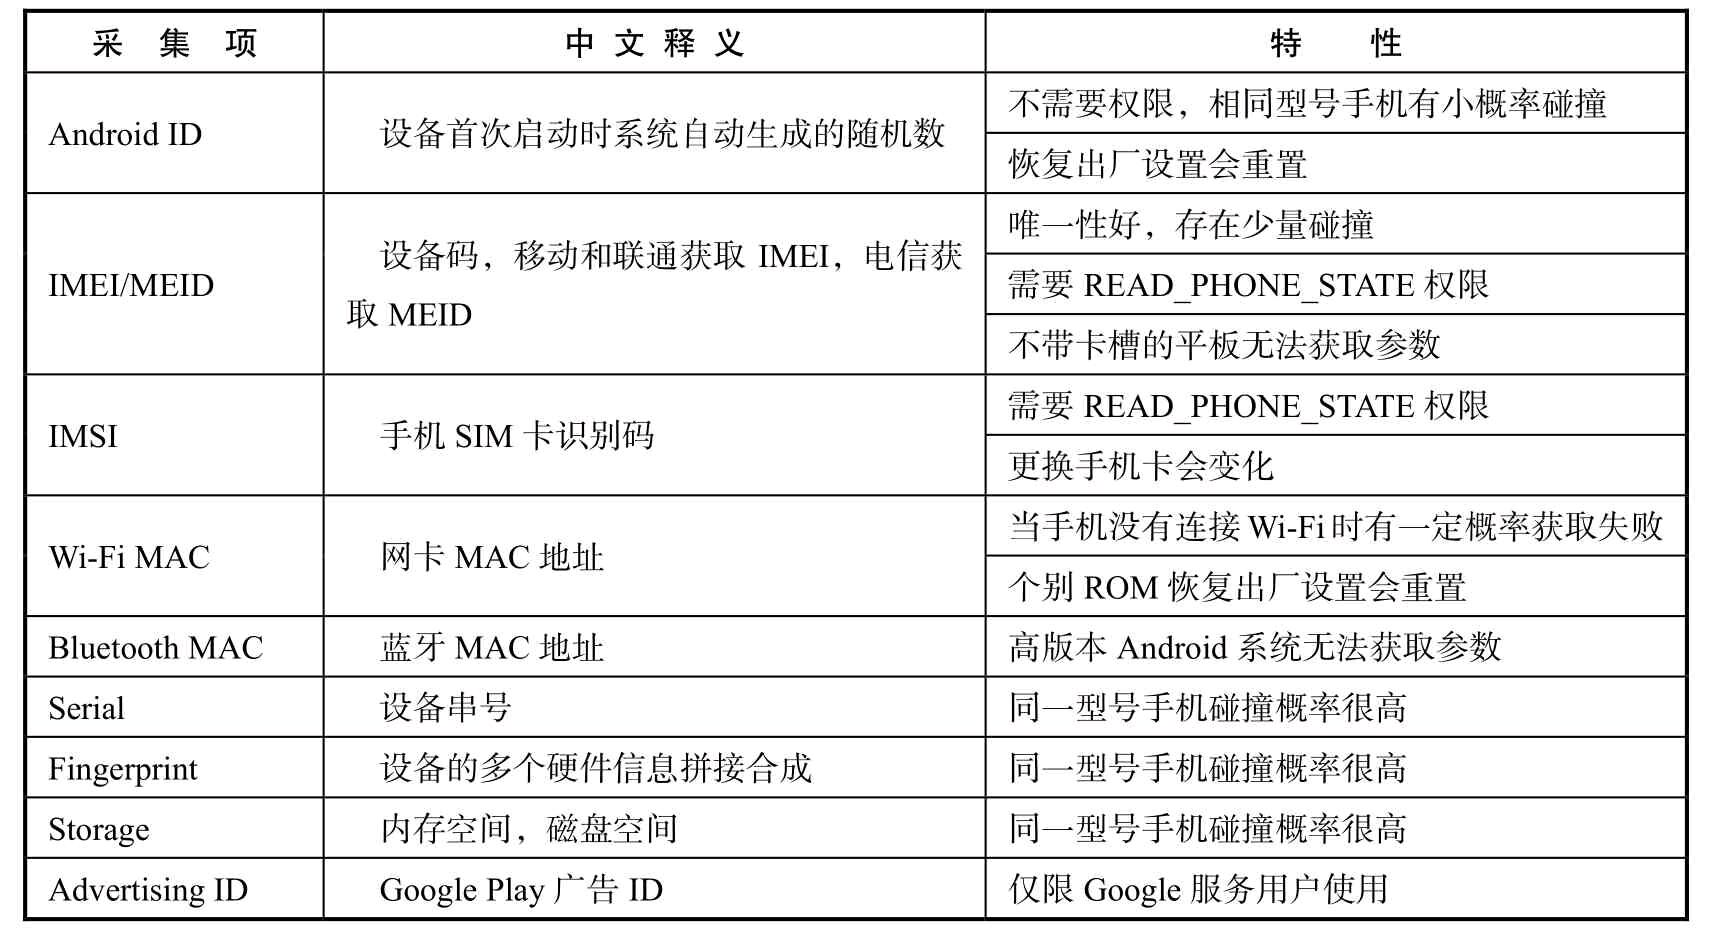 采集项 中文释义 特性
Android ID 设备首次启动时系统自动生成的随机数 不需要权限，相同型号手机有小概率碰撞
恢复出厂设置会重置
IMEI/MEID 设备码，移动和联通获取 IMEI，电信获
取 MEID
唯一性好，存在少量碰撞
需要 READ_PHONE_STATE 权限
不带卡槽的平板无法获取参数
IMSI 手机 SIM 卡识别码 需要 READ_PHONE_STATE 权限
更换手机卡会变化
Wi-Fi MAC 网卡 MAC 地址 当手机没有连接 Wi-Fi 时有一定概率获取失败
个别 ROM 恢复出厂设置会重置
Bluetooth MAC 蓝牙 MAC 地址 高版本 Android 系统无法获取参数
Serial 设备串号 同一型号手机碰撞概率很高
Fingerprint 设备的多个硬件信息拼接合成 同一型号手机碰撞概率很高
Storage 内存空间，磁盘空间 同一型号手机碰撞概率很高
Advertising ID Google Play 广告 ID 仅限 Google 服务用户使用